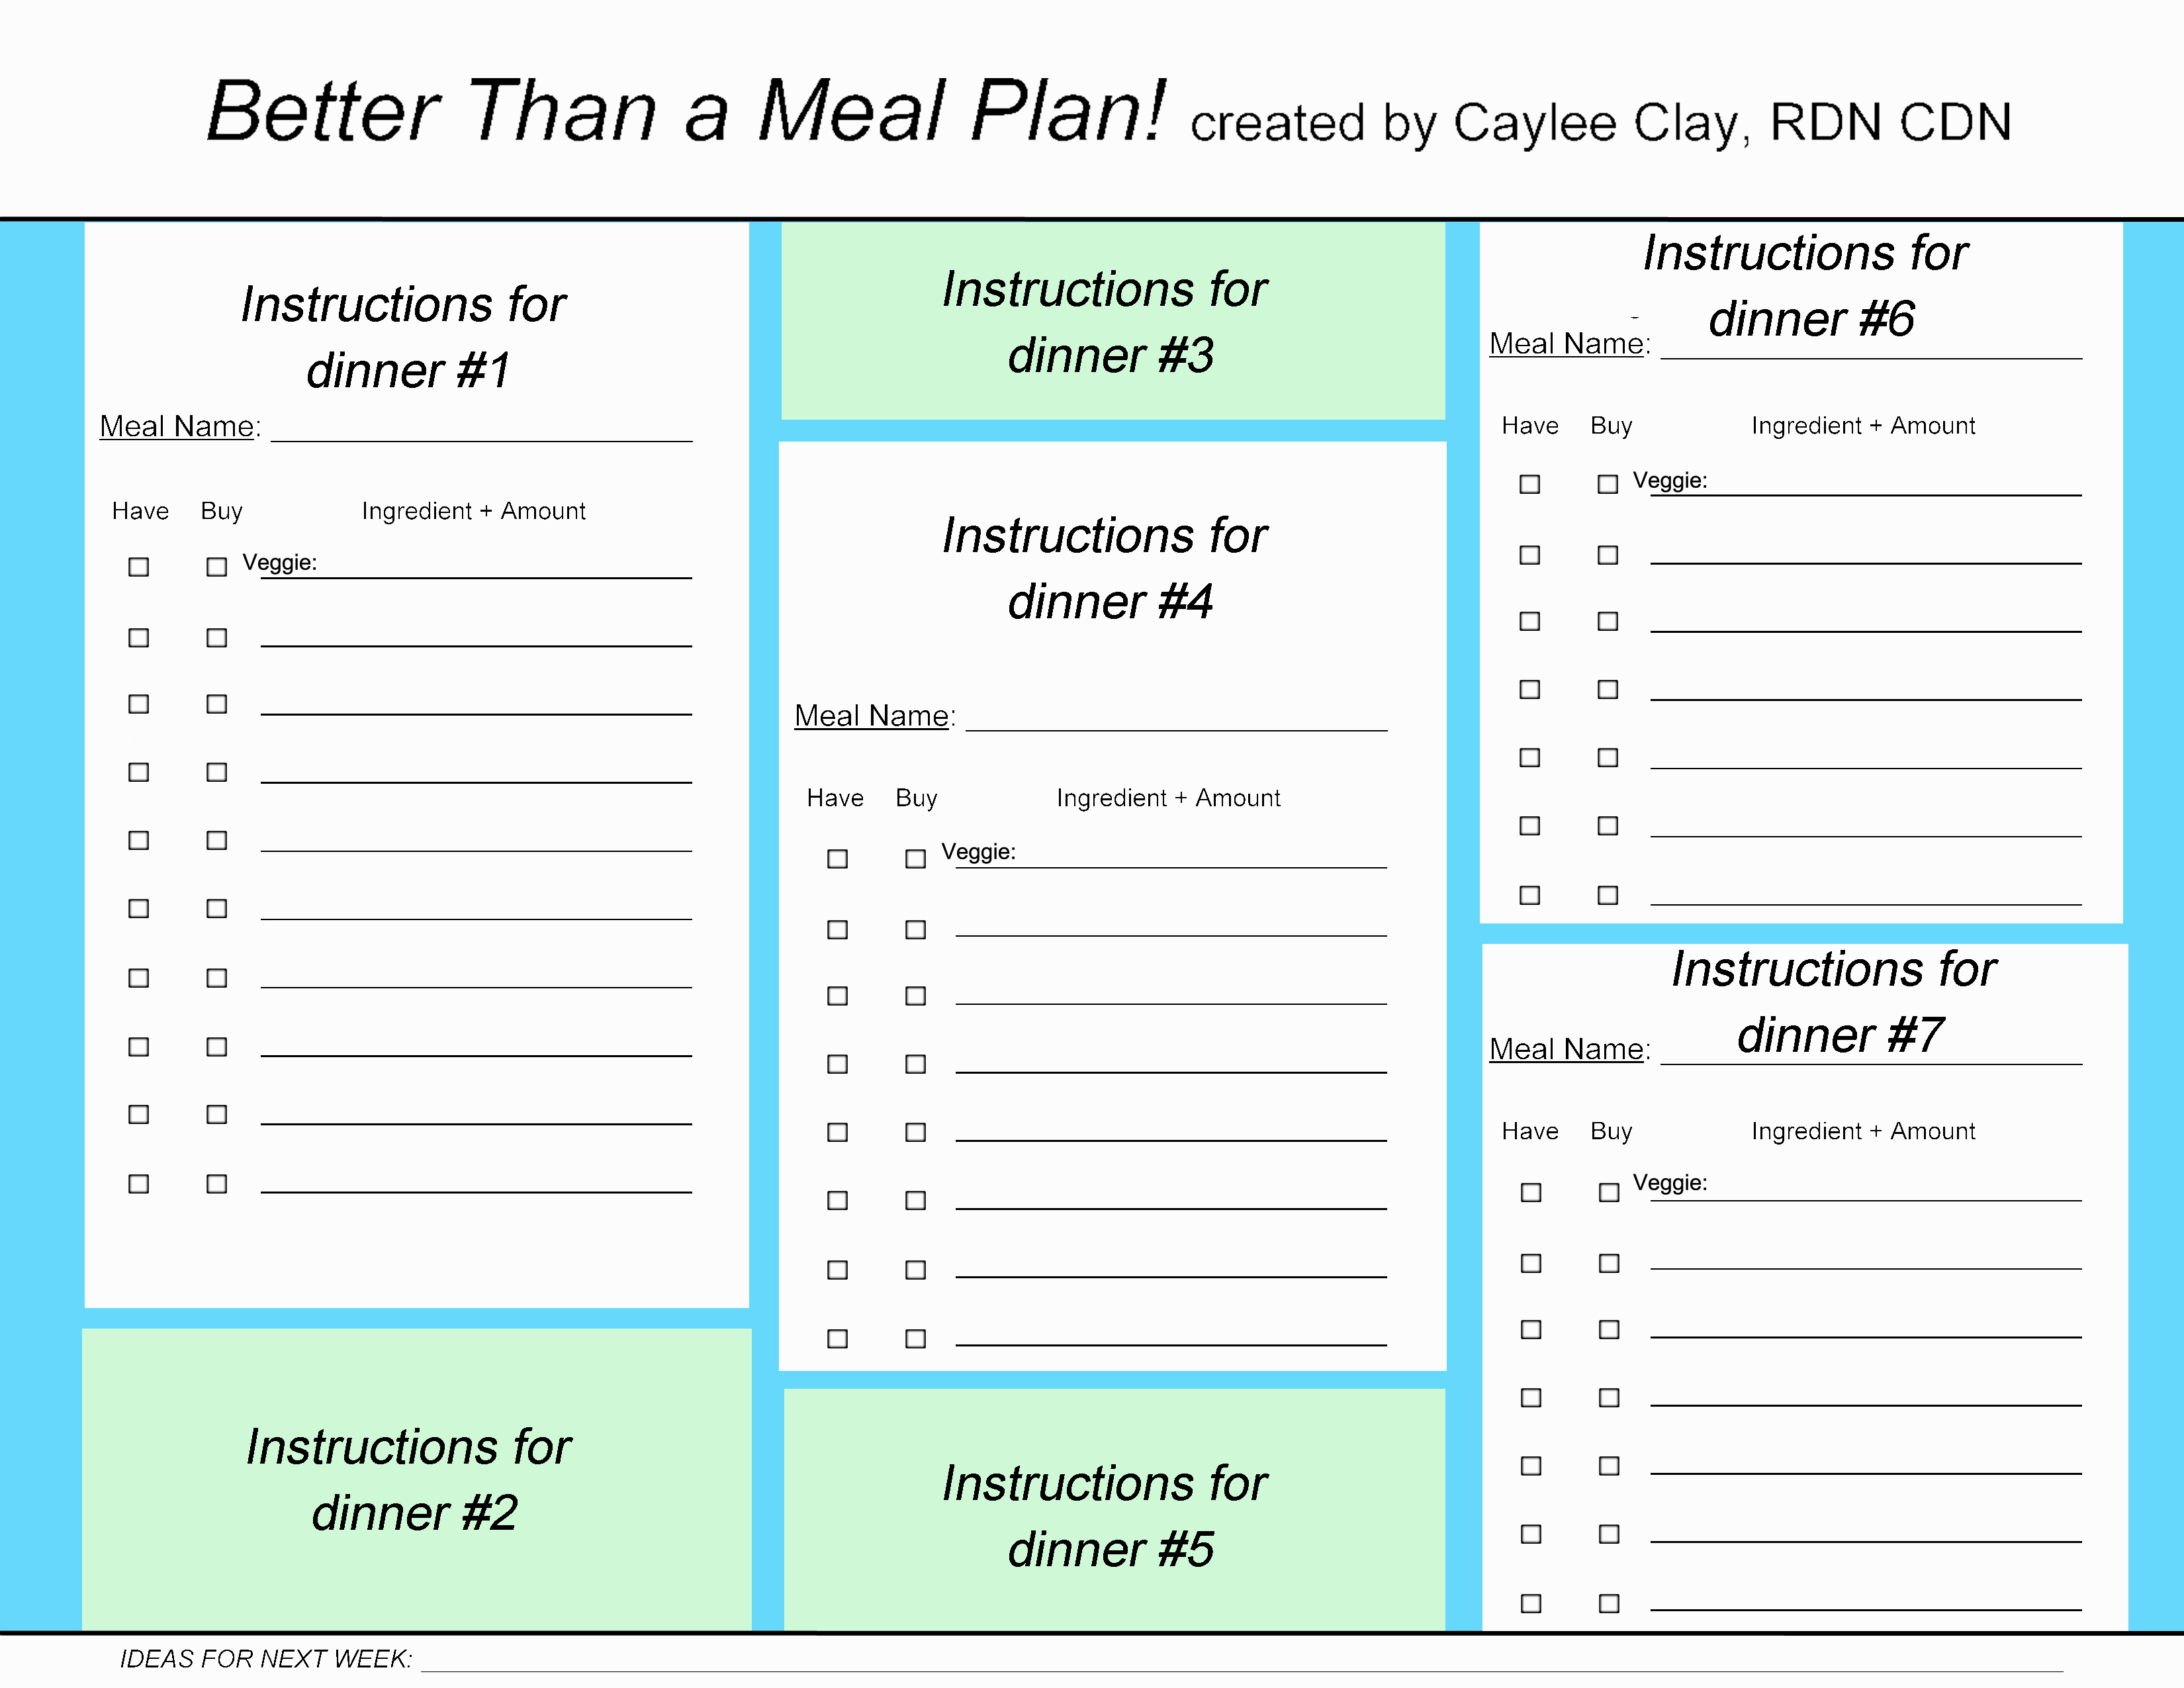 Better Than a Meal Plan! created by Caylee Clay, RDN CDN
Instructions for
dinner #1
Meal Name:
Have Buy Ingredient + Amount
Veggie:
Instructions for
dinner #2
Instructions for
dinner #3
Instructions for
dinner #4
Meal Name:
Have Buy Ingredient + Amount
Veggie:
Instructions for
dinner #5
Instructions for
dinner #6
Meal Name:
Have Buy Ingredient + Amount
Veggie:
Instructions for
dinner #7
Meal Name:
Have Buy Ingredient + Amount
Veggie:
IDEAS FOR NEXT WEEK: